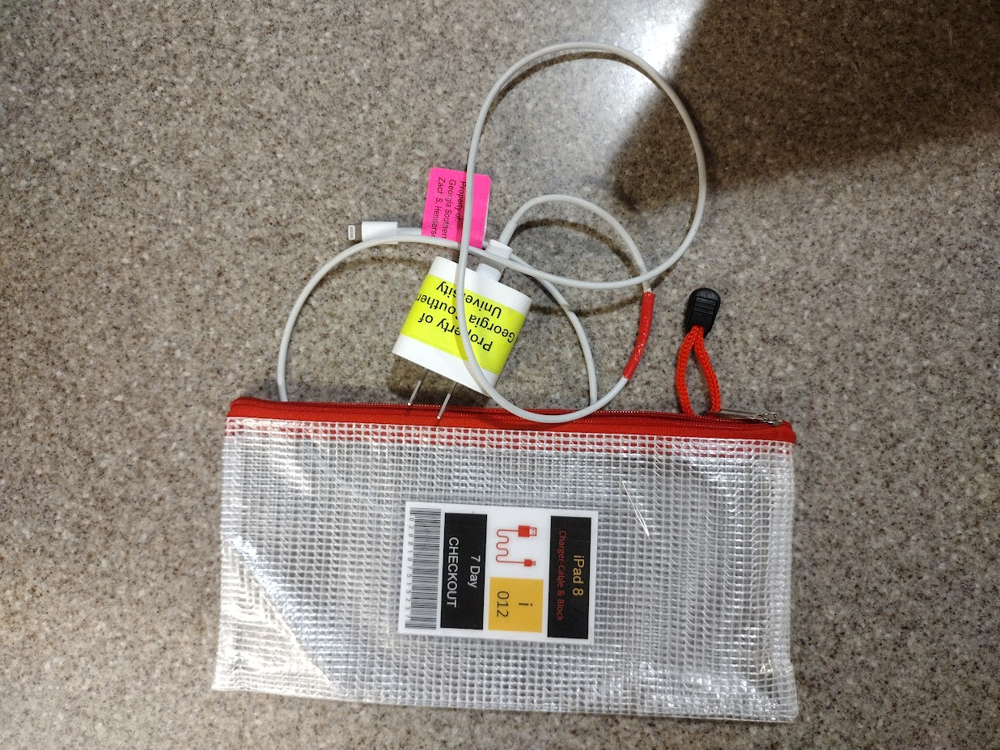 Property of
Georgia Southern
Zach S. Henderson
Property of
Georgia Southern
University
iPad 8
Charger-Cable & Block
i
012
7 Day
CHECKOUT